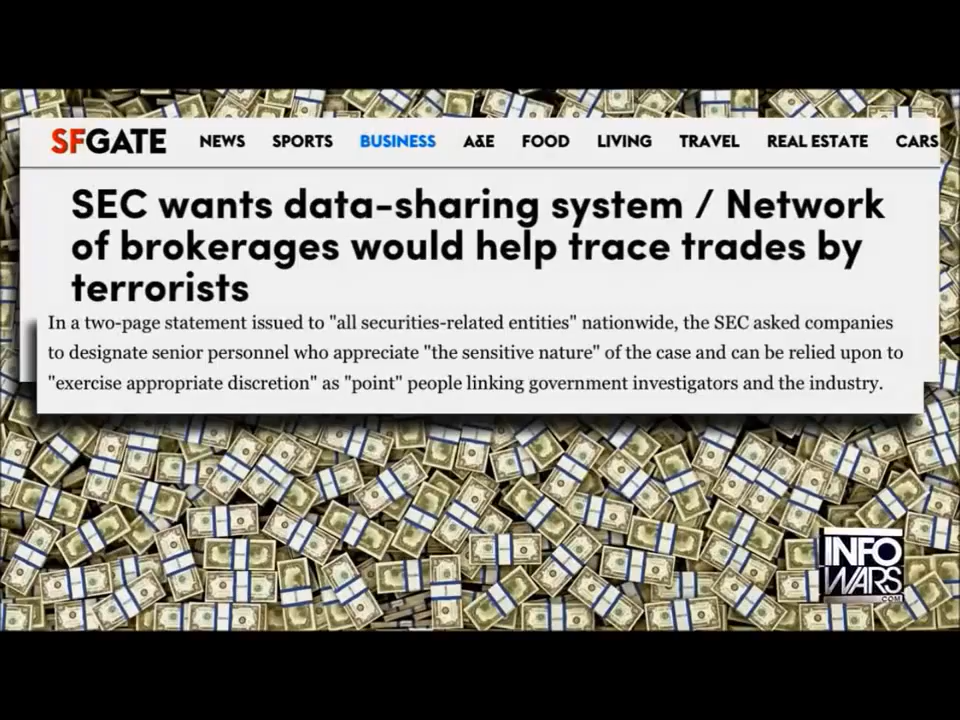 SFGATE NEWS SPORTS BUSINESS A&E FOOD LIVING TRAVEL REAL ESTATE CARS
SEC wants data-sharing system / Network
of brokerages would help trace trades by
terrorists
In a two-page statement issued to "all securities-related entities" nationwide, the SEC asked companies
to designate senior personnel who appreciate "the sensitive nature" of the case and can be relied upon to
"exercise appropriate discretion" as "point" people linking government investigators and the industry.
INFO
WARS
.COM